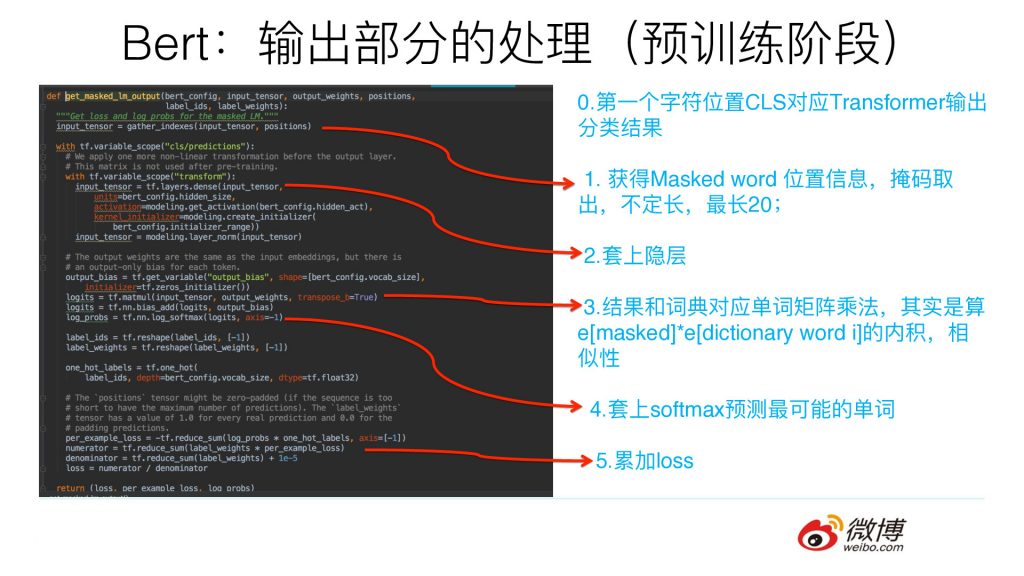 Bert：输出部分的处理（预训练阶段）
def get_masked_lm_output(bert_config, input_tensor, output_weights, positions,
label_ids, label_weights):
"""Get loss and log probs for the masked LM."""
input_tensor = gather_indexes(input_tensor, positions)
with tf.variable_scope("cls/predictions"):
# We apply one more non-linear transformation before the output layer.
# This matrix is not used after pre-training.
with tf.variable_scope("transform"):
input_tensor = tf.layers.dense(input_tensor,
units=bert_config.hidden_size,
activation=modeling.get_activation(bert_config.hidden_act),
kernel_initializer=modeling.create_initializer(
bert_config.initializer_range))
input_tensor = modeling.layer_norm(input_tensor)
# The output weights are the same as the input embeddings, but there is
# an output-only bias for each token.
output_bias = tf.get_variable("output_bias", shape=[bert_config.vocab_size],
initializer=tf.zeros_initializer())
logits = tf.matmul(input_tensor, output_weights, transpose_b=True)
logits = tf.nn.bias_add(logits, output_bias)
log_probs = tf.nn.log_softmax(logits, axis=-1)
label_ids = tf.reshape(label_ids, [-1])
label_weights = tf.reshape(label_weights, [-1])
one_hot_labels = tf.one_hot(
label_ids, depth=bert_config.vocab_size, dtype=tf.float32)
# The `positions` tensor might be zero-padded (if the sequence is too
# short to have the maximum number of predictions). The `label_weights`
# tensor has a value of 1.0 for every real prediction and 0.0 for the
# padding predictions.
per_example_loss = -tf.reduce_sum(log_probs * one_hot_labels, axis=[-1])
numerator = tf.reduce_sum(label_weights * per_example_loss)
denominator = tf.reduce_sum(label_weights) + 1e-5
loss = numerator / denominator
return (loss, per_example_loss, log_probs)
0.第一个字符位置CLS对应Transformer输出
分类结果
1. 获得Masked word 位置信息，掩码取
出，不定长，最长20；
2.套上隐层
3.结果和词典对应单词矩阵乘法，其实是算
e[masked]*e[dictionary word i]的内积，相
似性
4.套上softmax预测最可能的单词
5.累加loss
微博
weibo.com